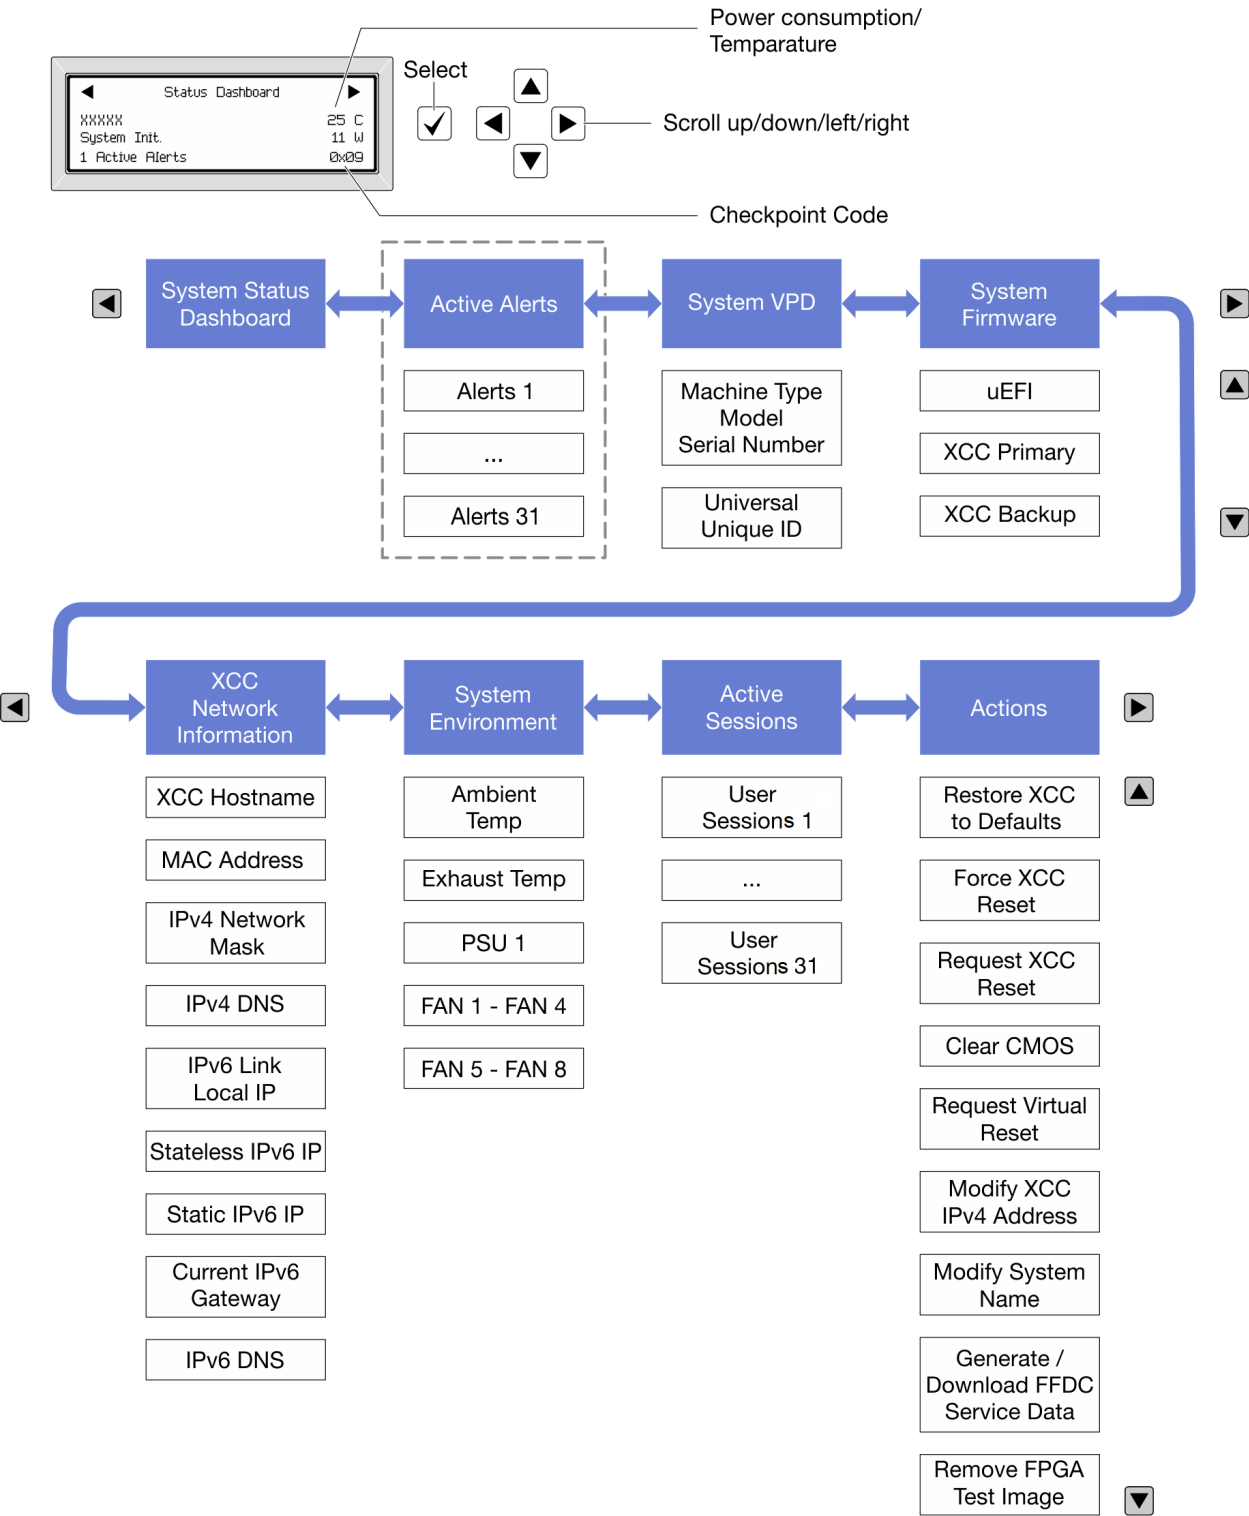 Power consumption/
Temparature
Select
Status Dashboard
XXXXX 25 C
System Init. 11 W
1 Active Alerts 0x09
Scroll up/down/left/right
Checkpoint Code
System Status
Dashboard
Active Alerts
System VPD
System
Firmware
Alerts 1
...
Alerts 31
Machine Type
Model
Serial Number
Universal
Unique ID
uEFI
XCC Primary
XCC Backup
XCC
Network
Information
System
Environment
Active
Sessions
Actions
XCC Hostname
MAC Address
IPv4 Network
Mask
IPv4 DNS
IPv6 Link
Local IP
Stateless IPv6 IP
Static IPv6 IP
Current IPv6
Gateway
IPv6 DNS
Ambient
Temp
Exhaust Temp
PSU 1
FAN 1 - FAN 4
FAN 5 - FAN 8
User
Sessions 1
...
User
Sessions 31
Restore XCC
to Defaults
Force XCC
Reset
Request XCC
Reset
Clear CMOS
Request Virtual
Reset
Modify XCC
IPv4 Address
Modify System
Name
Generate /
Download FFDC
Service Data
Remove FPGA
Test Image